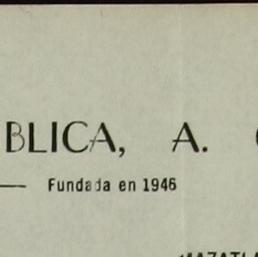 BLICA, A.
Fundada en 1946